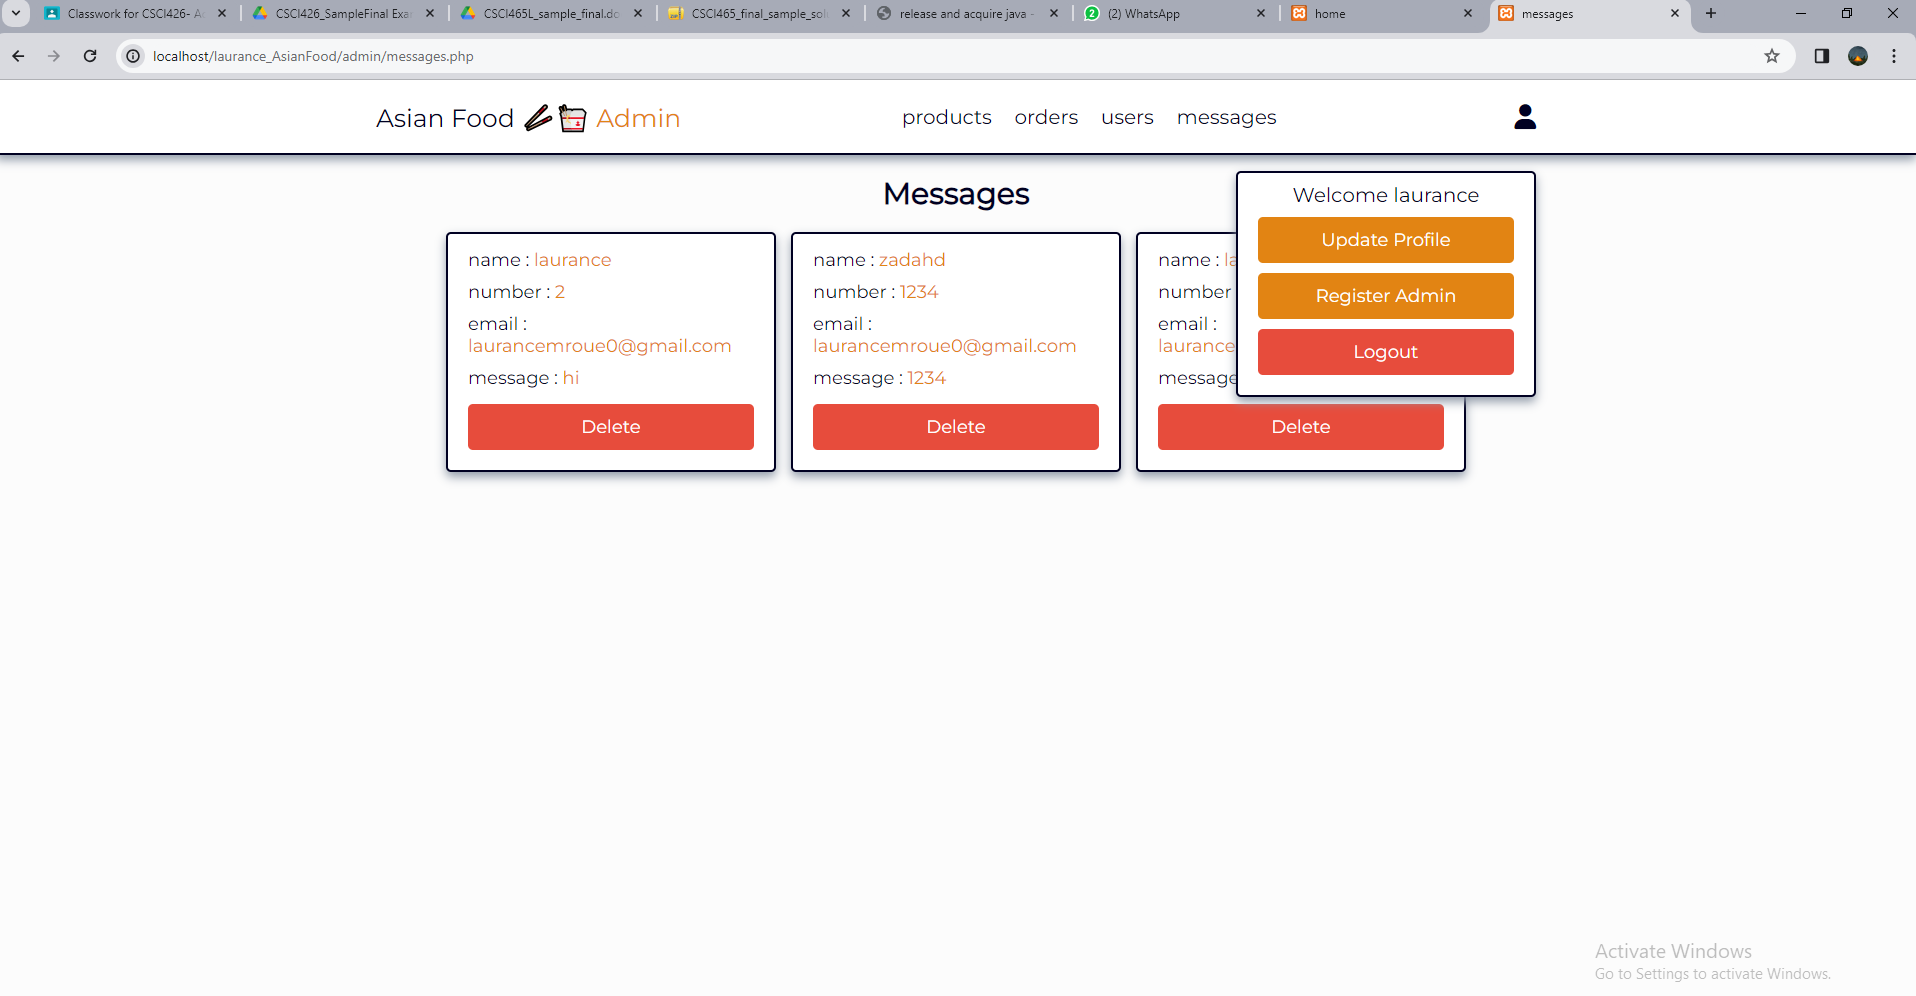 Classwork for CSCI426- A
CSCI426_SampleFinal Exa
CSCI465L_sample_final.do
CSCI465_final_sample_sol
release and acquire java -
2 (2) WhatsApp
home
messages
localhost/laurance_AsianFood/admin/messages.php
Asian Food Admin
products orders users messages
Messages
Welcome laurance
Update Profile
Register Admin
Logout
name : laurance
number : 2
email :
laurancemroue0@gmail.com
message : hi
Delete
name : zadahd
number : 1234
email :
laurancemroue0@gmail.com
message : 1234
Delete
name : la
number
email :
laurance
message
Delete
Activate Windows
Go to Settings to activate Windows.